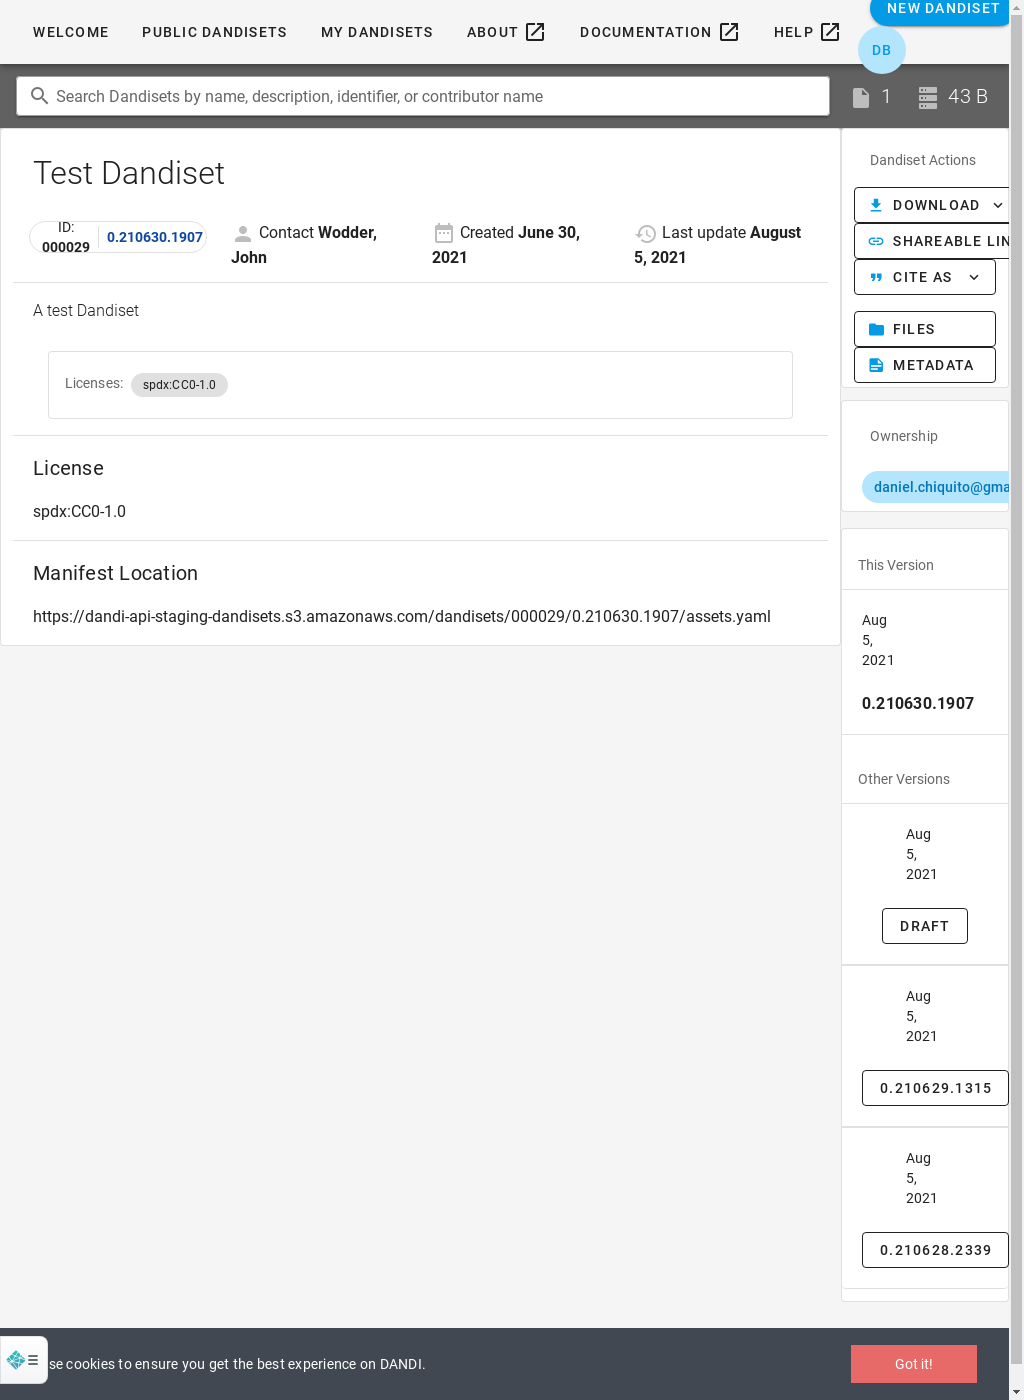 WELCOME PUBLIC DANDISETS MY DANDISETS ABOUT DOCUMENTATION HELP NEW DANDISET
DB
Search Dandisets by name, description, identifier, or contributor name
1 43 B
Test Dandiset
ID: 000029 0.210630.1907
Contact Wodder, John
Created June 30, 2021
Last update August 5, 2021
A test Dandiset
Licenses: spdx:CC0-1.0
License
spdx:CC0-1.0
Manifest Location
https://dandi-api-staging-dandisets.s3.amazonaws.com/dandisets/000029/0.210630.1907/assets.yaml
Dandiset Actions
DOWNLOAD
SHAREABLE LIN
CITE AS
FILES
METADATA
Ownership
daniel.chiquito@gma
This Version
Aug
5,
2021
0.210630.1907
Other Versions
Aug
5,
2021
DRAFT
Aug
5,
2021
0.210629.1315
Aug
5,
2021
0.210628.2339
se cookies to ensure you get the best experience on DANDI.
Got it!